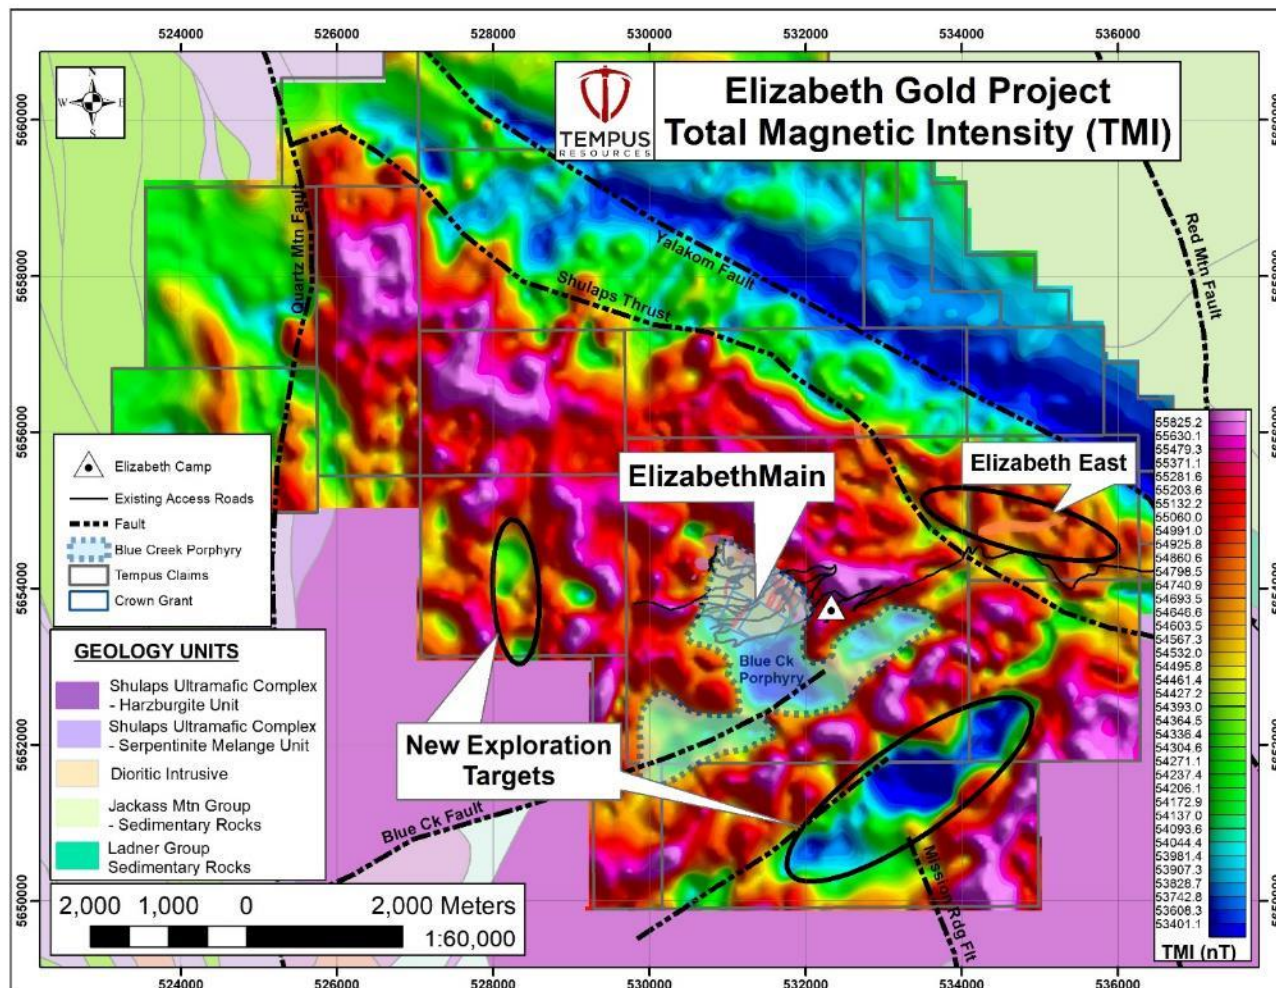 524000 526000 528000 530000 532000 534000 536000
5660000
5658000
5656000
5654000
5652000
5650000
N
W E
S
TEMPUS
RESOURCES
Elizabeth Gold Project
Total Magnetic Intensity (TMI)
Quartz Mtn Fault
Yalakom Fault
Shulaps Thrust
Red Mtn Fault
Elizabeth Camp
Existing Access Roads
Fault
Blue Creek Porphyry
Tempus Claims
Crown Grant
GEOLOGY UNITS
Shulaps Ultramafic Complex
- Harzburgite Unit
Shulaps Ultramafic Complex
- Serpentinite Melange Unit
Dioritic Intrusive
Jackass Mtn Group
- Sedimentary Rocks
Ladner Group
Sedimentary Rocks
ElizabethMain
Elizabeth East
Blue Ck
Porphyry
New Exploration
Targets
Blue Ck Fault
Mission Rdg Flt
2,000 1,000 0 2,000 Meters
1:60,000
55825.2
55630.1
55479.3
55371.1
55281.6
55203.6
55132.2
55060.0
54991.0
54925.8
54860.6
54798.5
54740.9
54693.5
54646.6
54603.5
54567.3
54532.0
54495.8
54461.4
54427.2
54393.0
54364.5
54336.4
54304.6
54271.1
54237.4
54206.1
54172.9
54137.0
54093.6
54044.4
53981.4
53907.3
53828.7
53742.8
53608.3
53401.1
TMI (nT)
524000 526000 528000 530000 532000 534000 536000